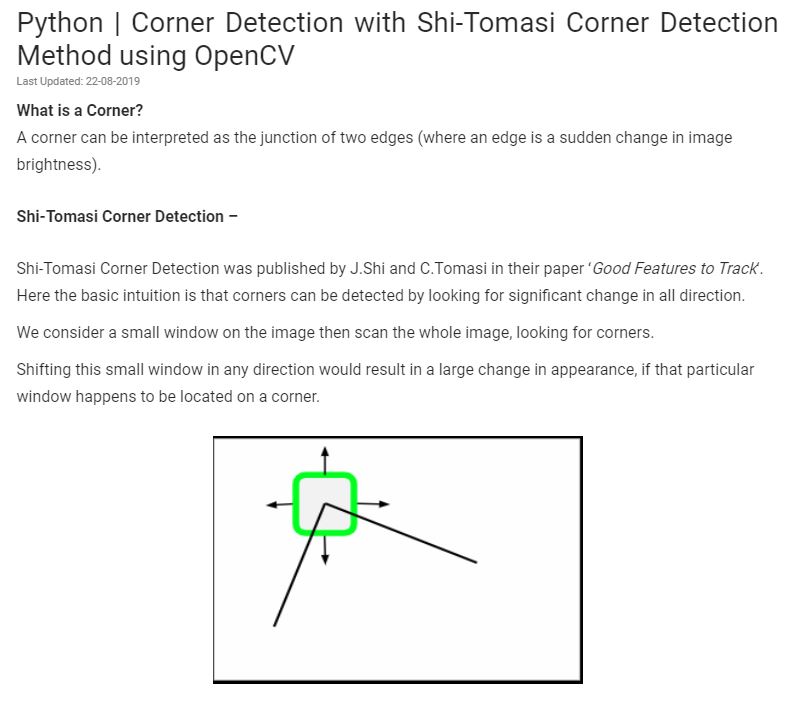 Python | Corner Detection with Shi-Tomasi Corner Detection
Method using OpenCV
Last Updated: 22-08-2019
What is a Corner?
A corner can be interpreted as the junction of two edges (where an edge is a sudden change in image
brightness).
Shi-Tomasi Corner Detection –
Shi-Tomasi Corner Detection was published by J.Shi and C.Tomasi in their paper ‘Good Features to Track‘.
Here the basic intuition is that corners can be detected by looking for significant change in all direction.
We consider a small window on the image then scan the whole image, looking for corners.
Shifting this small window in any direction would result in a large change in appearance, if that particular
window happens to be located on a corner.